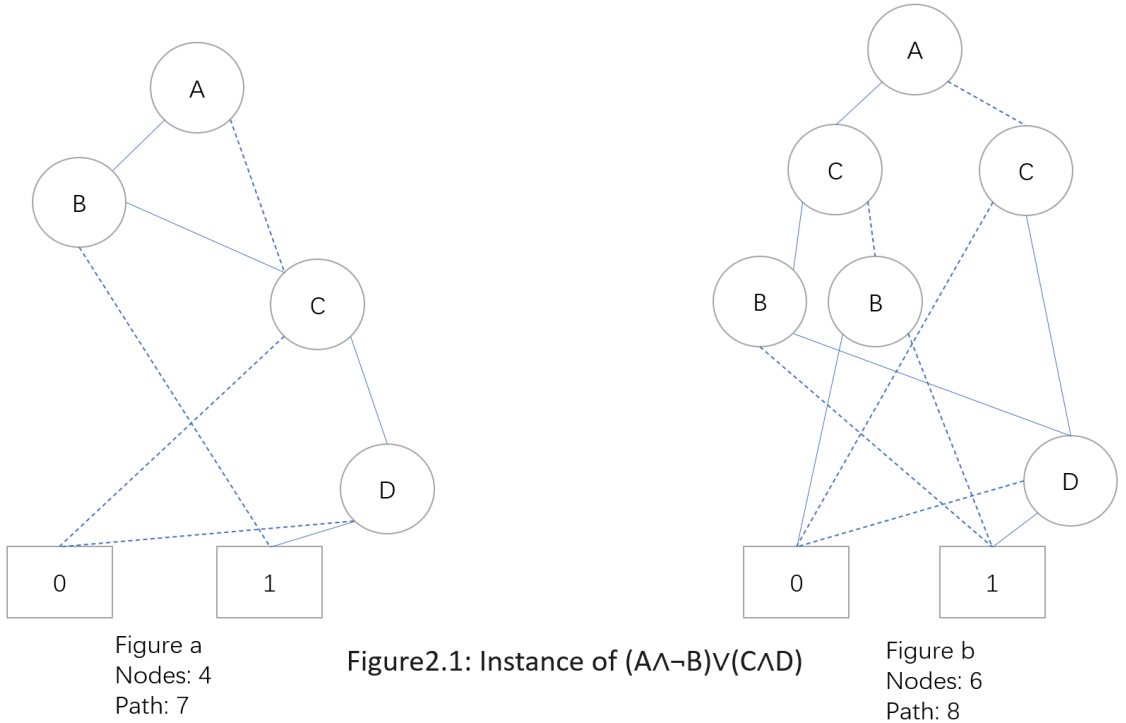 A
B
C
D
0
1
Figure a
Nodes: 4
Path: 7
A
C
C
B
B
D
0
1
Figure b
Nodes: 6
Path: 8
Figure2.1: Instance of (A∧¬B)∨(C∧D)